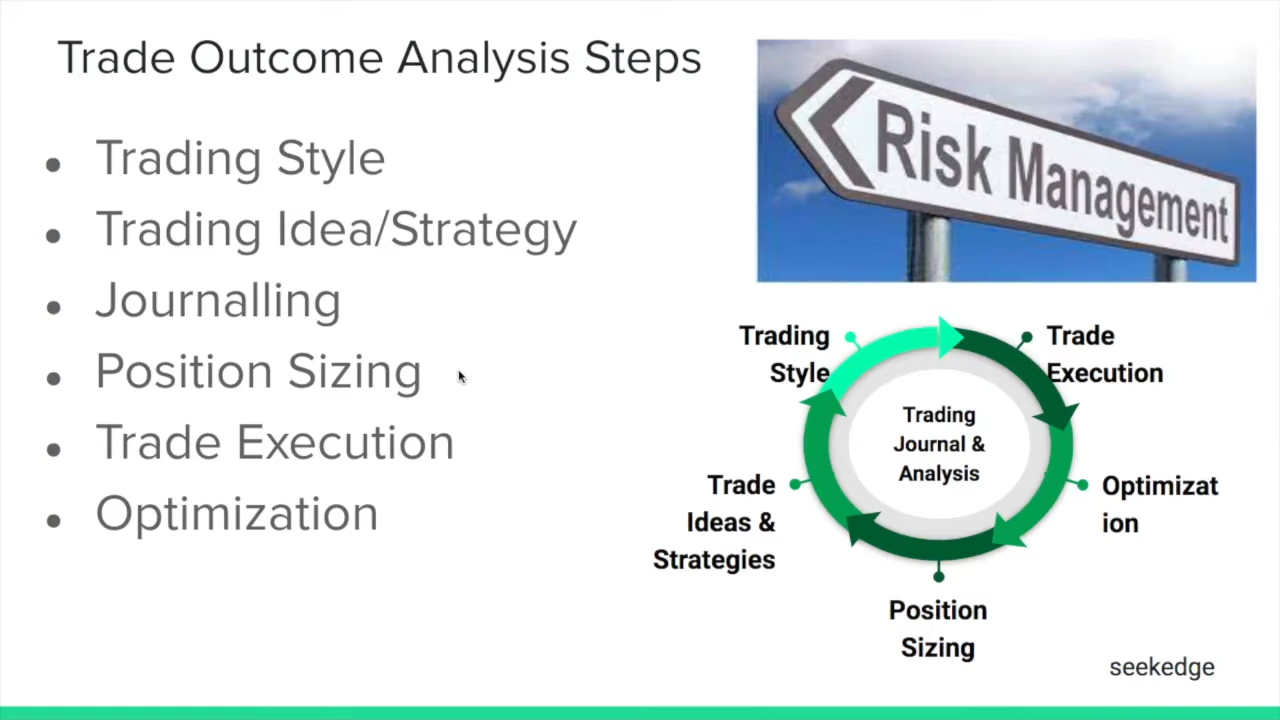 Trade Outcome Analysis Steps
Trading Style
Trading Idea/Strategy
Journalling
Position Sizing
Trade Execution
Optimization
Risk Management
Trading
Style
Trade
Execution
Trading
Journal &
Analysis
Trade
Ideas &
Strategies
Optimizat
ion
Position
Sizing
seekedge